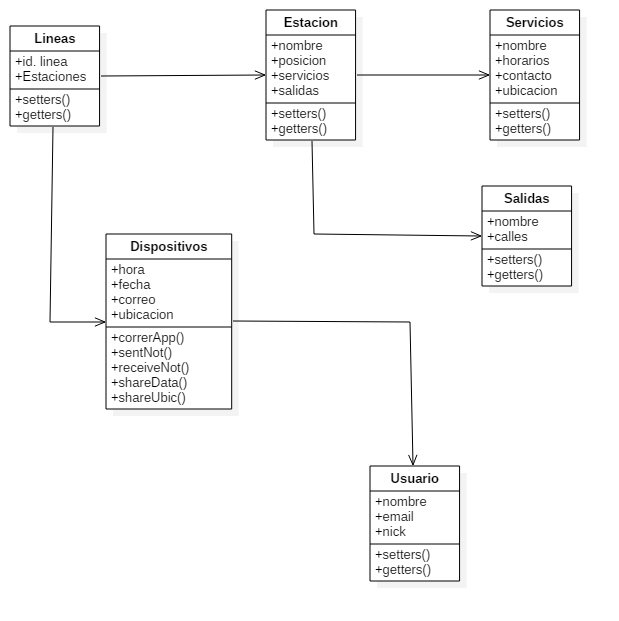 Lineas
+id. linea
+Estaciones
+setters()
+getters()
Estacion
+nombre
+posicion
+servicios
+salidas
+setters()
+getters()
Servicios
+nombre
+horarios
+contacto
+ubicacion
+setters()
+getters()
Salidas
+nombre
+calles
+setters()
+getters()
Dispositivos
+hora
+fecha
+correo
+ubicacion
+correrApp()
+sentNot()
+receiveNot()
+shareData()
+shareUbic()
Usuario
+nombre
+email
+nick
+setters()
+getters()